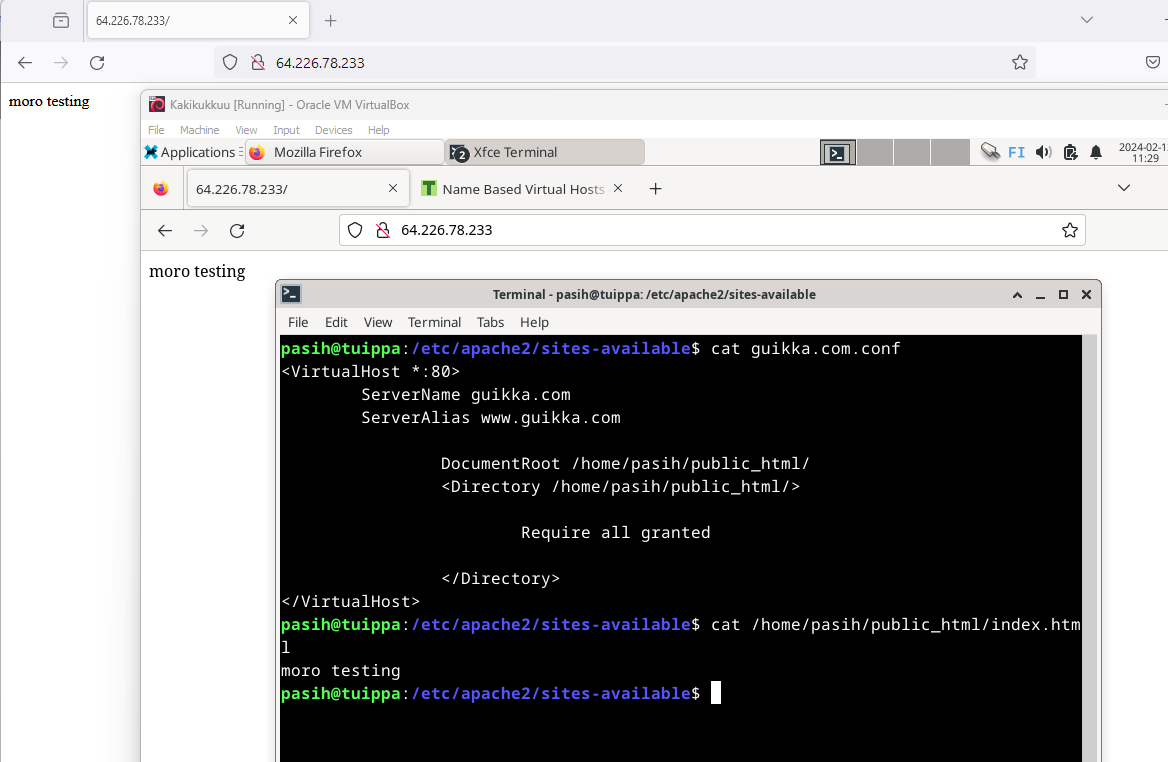 64.226.78.233/
64.226.78.233
moro testing
Kakikukkuu [Running] - Oracle VM VirtualBox
File Machine View Input Devices Help
Applications Mozilla Firefox 2 Xfce Terminal FI
11:29
64.226.78.233/ Name Based Virtual Hosts
64.226.78.233
moro testing
Terminal - pasih@tuippa: /etc/apache2/sites-available
File Edit View Terminal Tabs Help
pasih@tuippa:/etc/apache2/sites-available$ cat guikka.com.conf
<VirtualHost *:80>
ServerName guikka.com
ServerAlias www.guikka.com
DocumentRoot /home/pasih/public_html/
<Directory /home/pasih/public_html/>
Require all granted
</Directory>
</VirtualHost>
pasih@tuippa:/etc/apache2/sites-available$ cat /home/pasih/public_html/index.htm
l
moro testing
pasih@tuippa:/etc/apache2/sites-available$